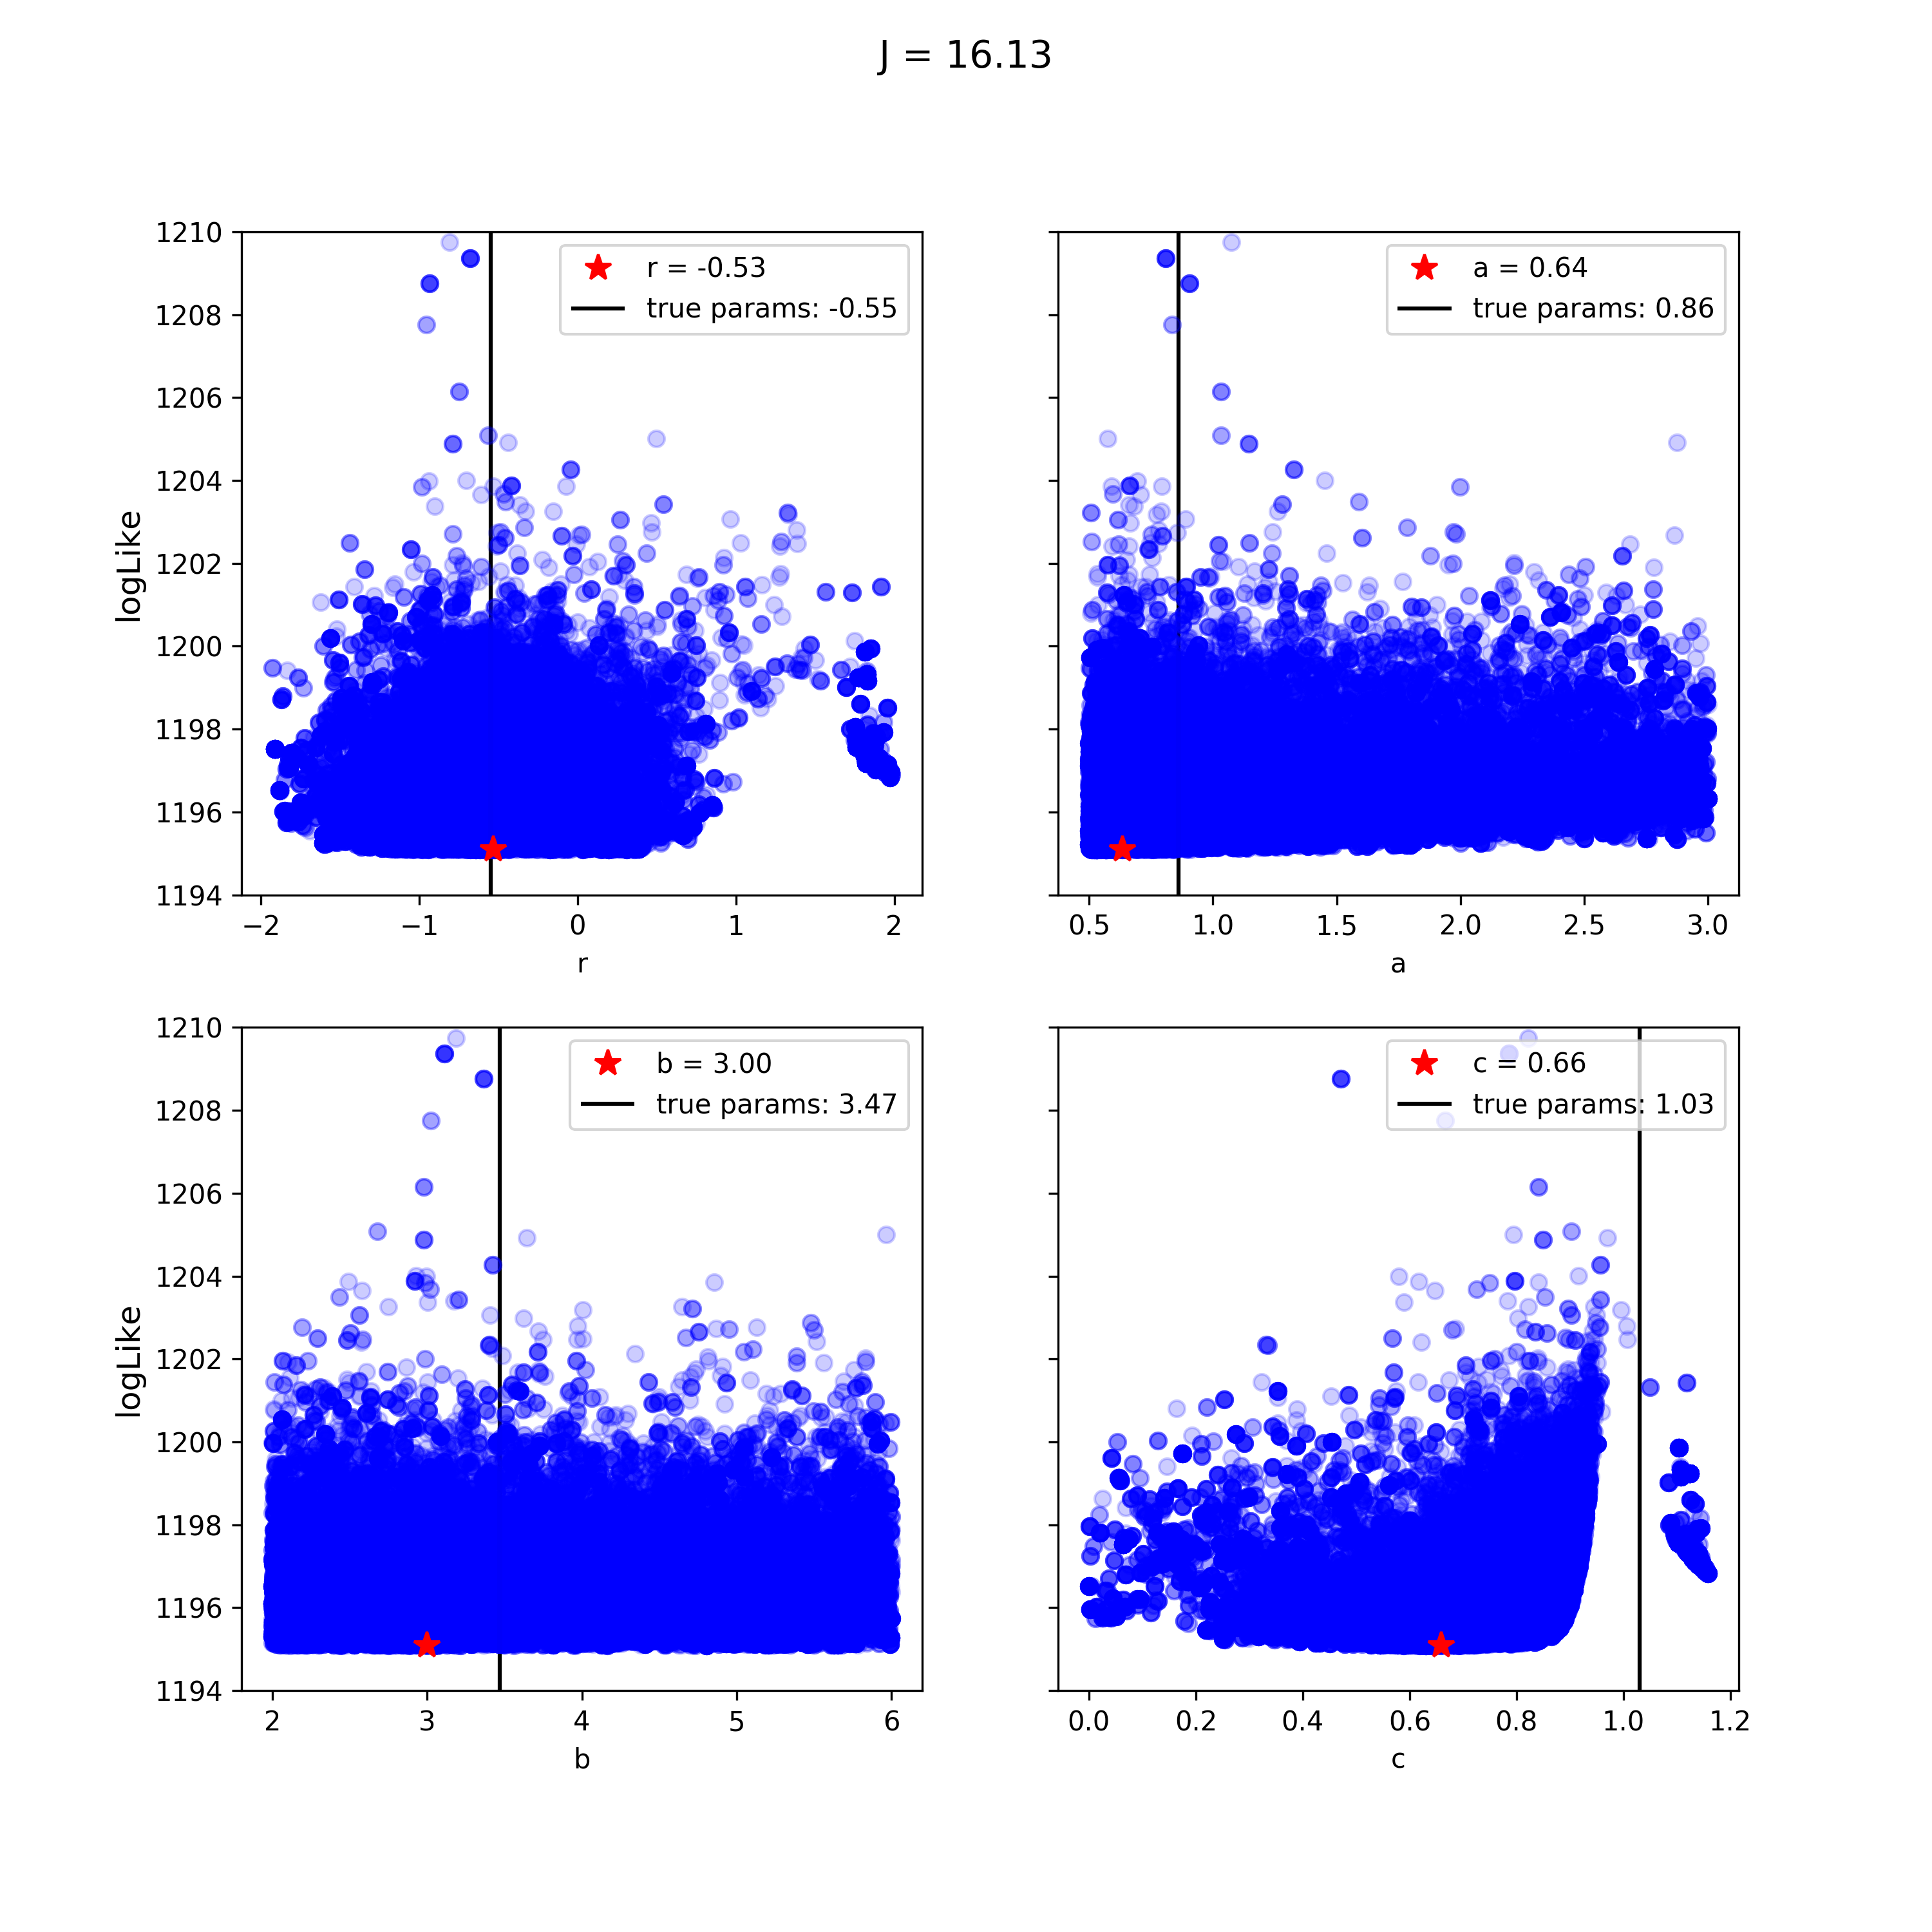 J = 16.13
1210
1208
1206
1204
1202
1200
1198
1196
1194
logLike
r = -0.53
true params: -0.55
−2
−1
0
1
2
r
a = 0.64
true params: 0.86
0.5
1.0
1.5
2.0
2.5
3.0
a
1210
1208
1206
1204
1202
1200
1198
1196
1194
logLike
b = 3.00
true params: 3.47
2
3
4
5
6
b
c = 0.66
true params: 1.03
0.0
0.2
0.4
0.6
0.8
1.0
1.2
c